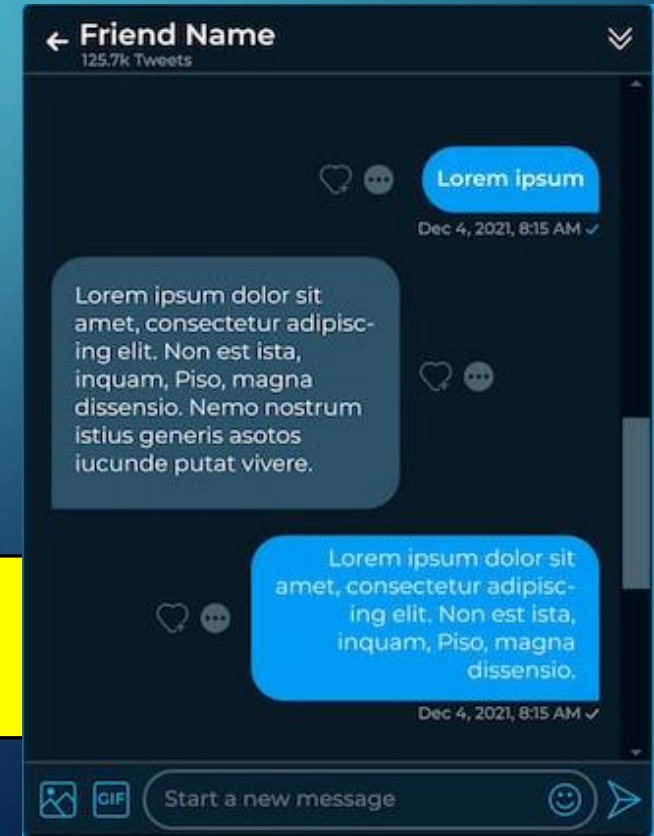 Friend Name
125.7k Tweets
Lorem ipsum
Dec 4, 2021, 8:15 AM
Lorem ipsum dolor sit
amet, consectetur adipisc-
ing elit. Non est ista,
inquam, Piso, magna
dissensio. Nemo nostrum
istius generis asotos
iucunde putat vivere.
Lorem ipsum dolor sit
amet, consectetur adipisc-
ing elit. Non est ista,
inquam, Piso, magna
dissensio.
Dec 4, 2021, 8:15 AM
GIF
Start a new message